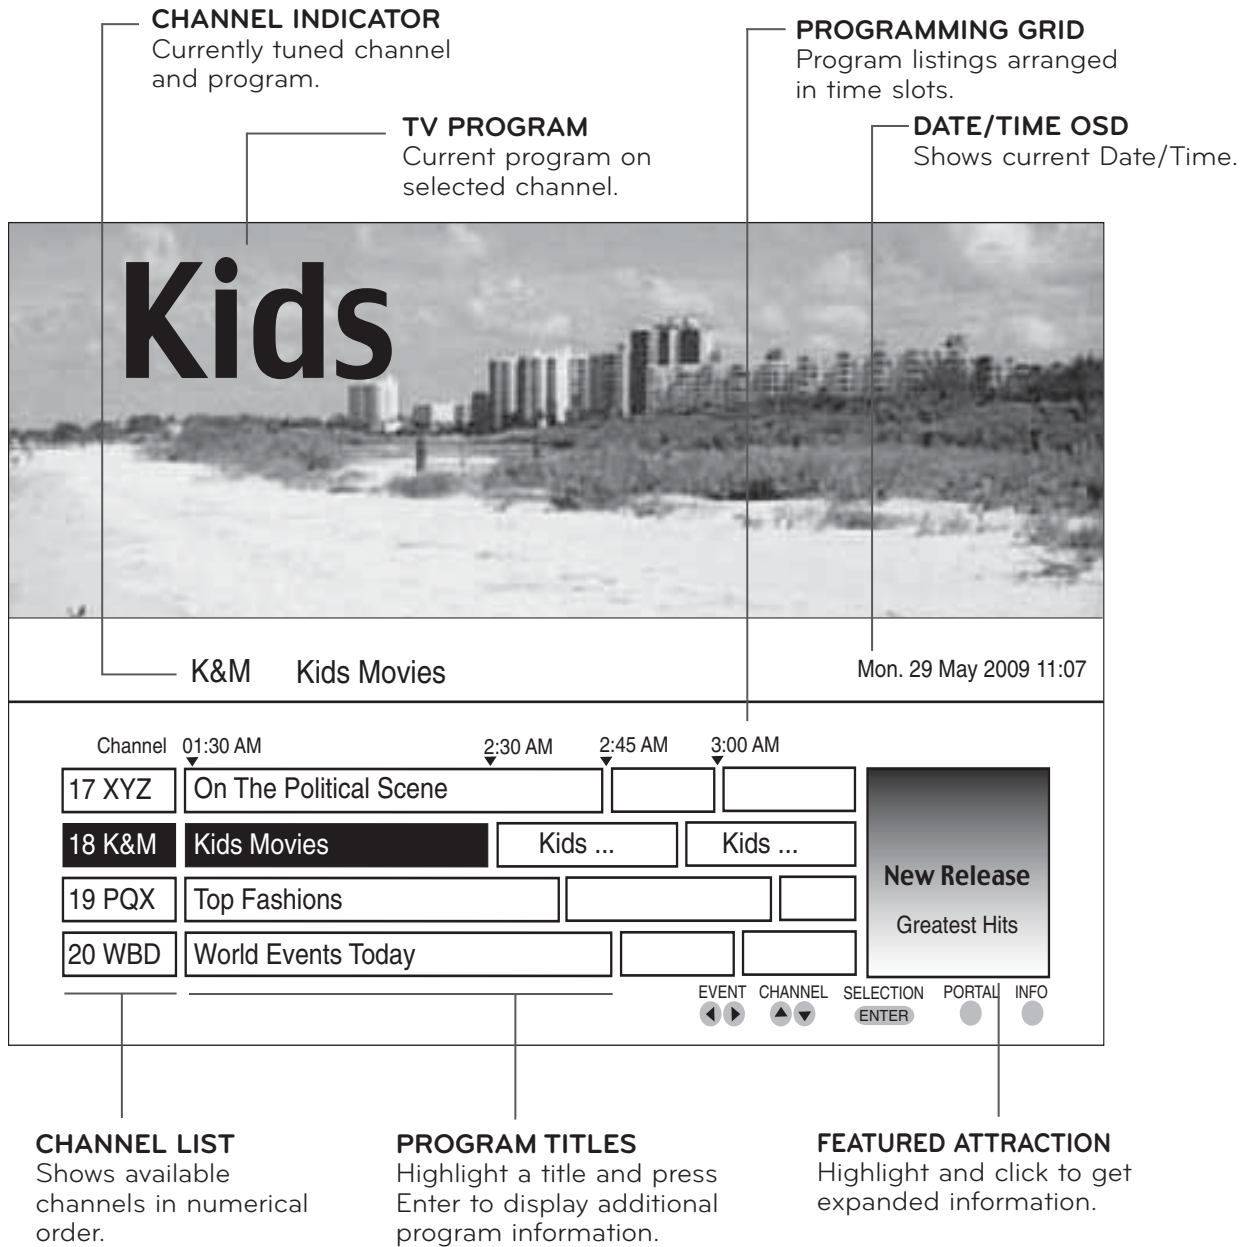 CHANNEL INDICATOR
Currently tuned channel
and program.
PROGRAMMING GRID
Program listings arranged
in time slots.
TV PROGRAM
Current program on
selected channel.
DATE/TIME OSD
Shows current Date/Time.
Kids
K&M Kids Movies
Mon. 29 May 2009 11:07
Channel 01:30 AM 2:30 AM 2:45 AM 3:00 AM
17 XYZ On The Political Scene
18 K&M Kids Movies Kids ... Kids ...
19 PQX Top Fashions
20 WBD World Events Today
New Release
Greatest Hits
EVENT CHANNEL SELECTION PORTAL INFO
ENTER
CHANNEL LIST
Shows available
channels in numerical
order.
PROGRAM TITLES
Highlight a title and press
Enter to display additional
program information.
FEATURED ATTRACTION
Highlight and click to get
expanded information.